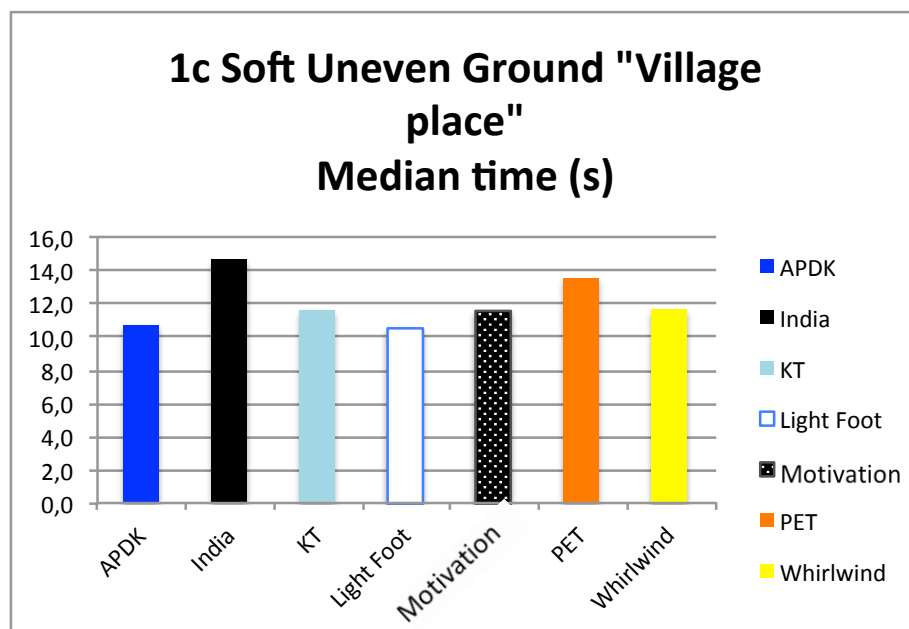 1c Soft Uneven Ground "Village
place"
Median time (s)
16,0
14,0
12,0
10,0
8,0
6,0
4,0
2,0
0,0
APDK
India
KT
Light Foot
Motivation
PET
Whirlwind
APDK
India
KT
Light Foot
Motivation
PET
Whirlwind